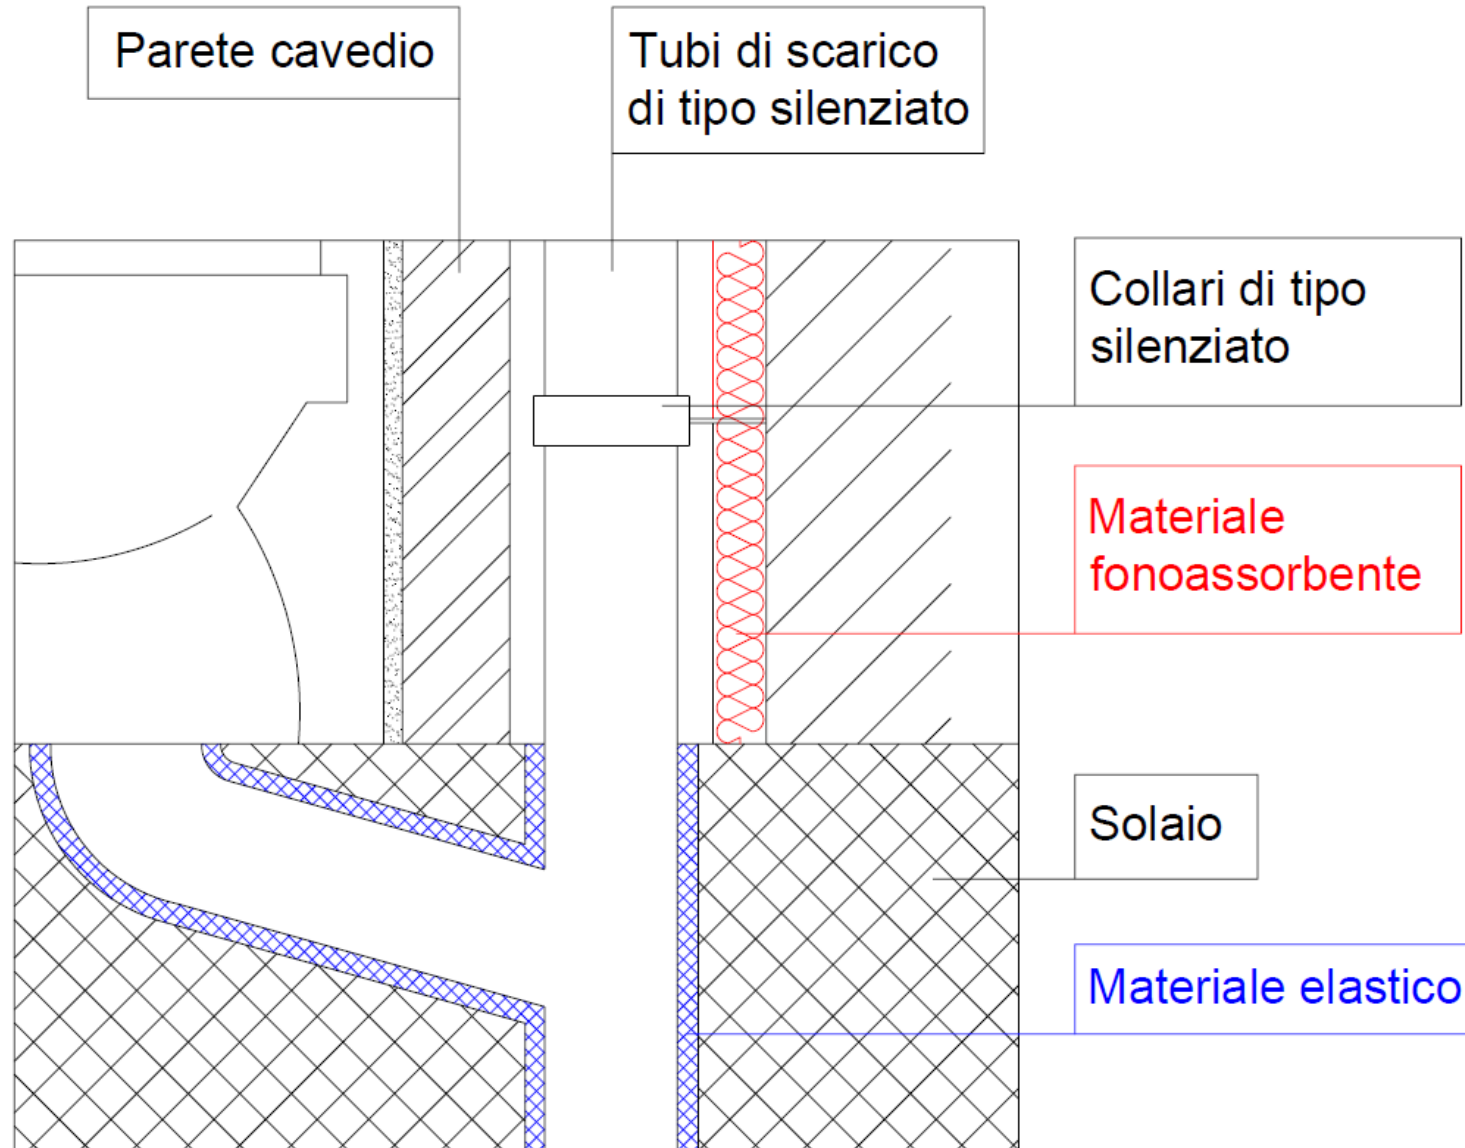 Parete cavedio
Tubi di scarico
di tipo silenziato
Collari di tipo
silenziato
Materiale
fonoassorbente
Solaio
Materiale elastico